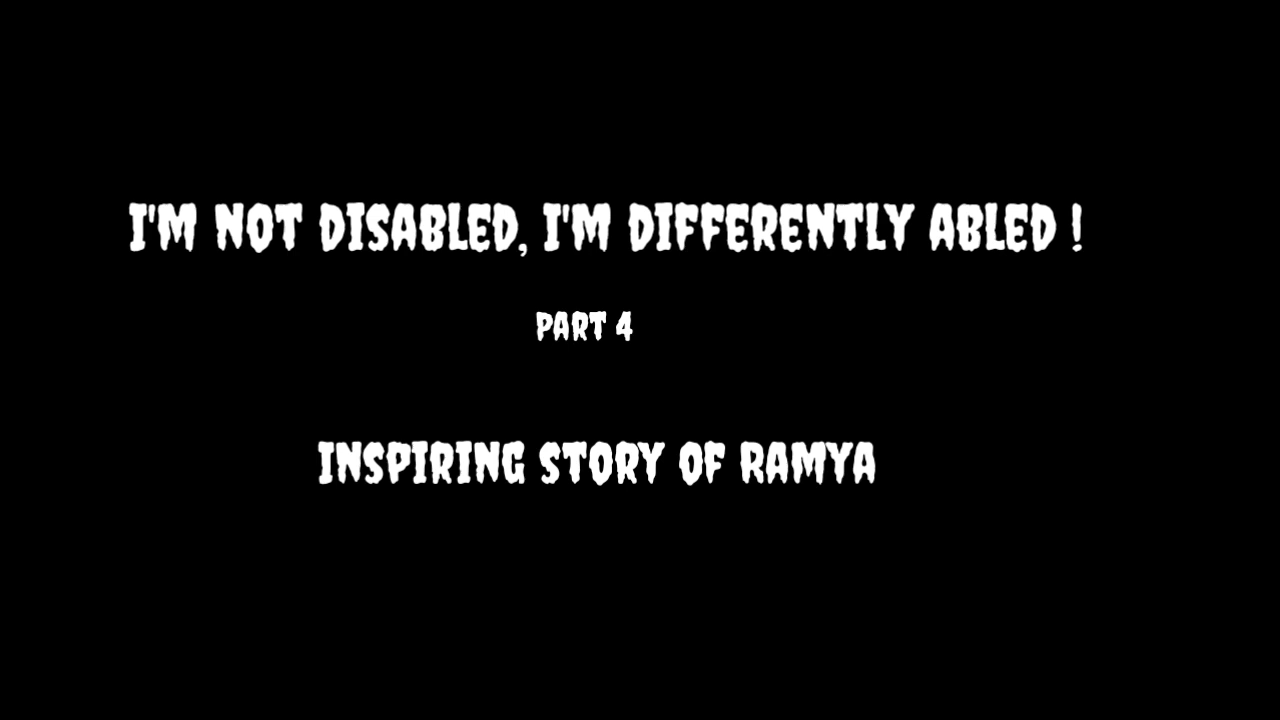 I'M NOT DISABLED, I'M DIFFERENTLY ABLED !
PART 4
INSPIRING STORY OF RAMYA